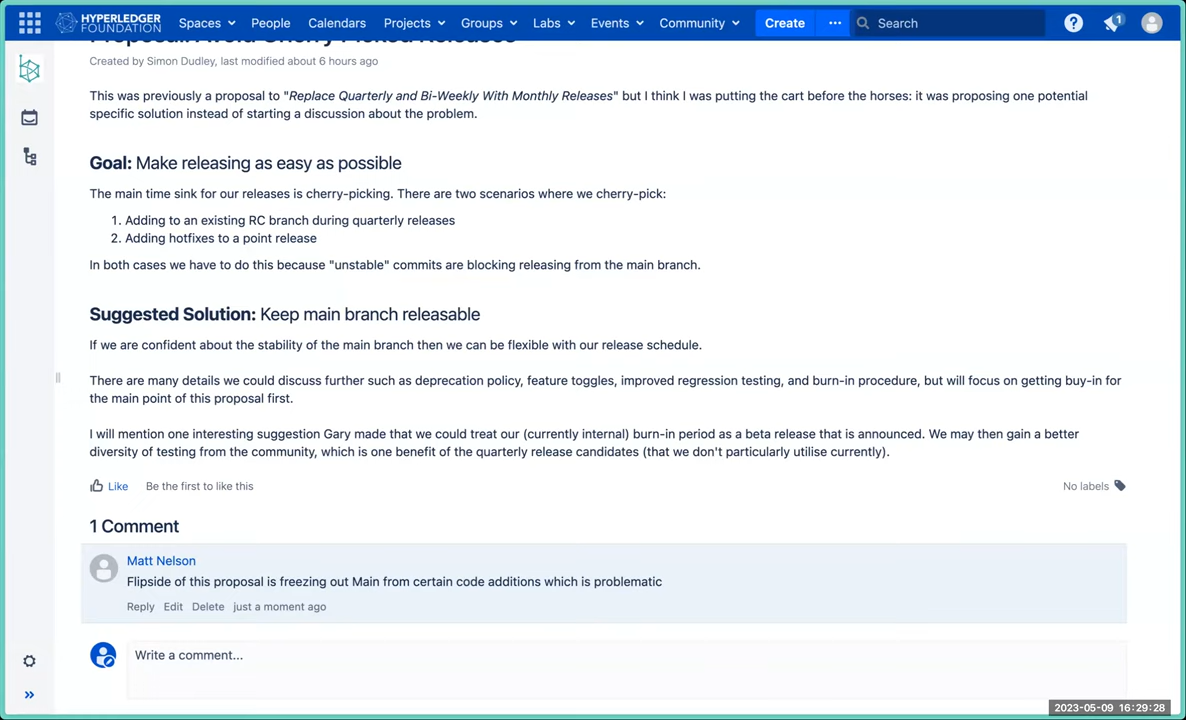 HYPERLEDGER
FOUNDATION
Spaces People Calendars Projects Groups Labs Events Community Create ... Search ? 1
Proposal: Avoid Cherry Picked Releases
Created by Simon Dudley, last modified about 6 hours ago
This was previously a proposal to "Replace Quarterly and Bi-Weekly With Monthly Releases" but I think I was putting the cart before the horses: it was proposing one potential
specific solution instead of starting a discussion about the problem.
Goal: Make releasing as easy as possible
The main time sink for our releases is cherry-picking. There are two scenarios where we cherry-pick:
1. Adding to an existing RC branch during quarterly releases
2. Adding hotfixes to a point release
In both cases we have to do this because "unstable" commits are blocking releasing from the main branch.
Suggested Solution: Keep main branch releasable
If we are confident about the stability of the main branch then we can be flexible with our release schedule.
There are many details we could discuss further such as deprecation policy, feature toggles, improved regression testing, and burn-in procedure, but will focus on getting buy-in for
the main point of this proposal first.
I will mention one interesting suggestion Gary made that we could treat our (currently internal) burn-in period as a beta release that is announced. We may then gain a better
diversity of testing from the community, which is one benefit of the quarterly release candidates (that we don't particularly utilise currently).
Like Be the first to like this No labels
1 Comment
Matt Nelson
Flipside of this proposal is freezing out Main from certain code additions which is problematic
Reply Edit Delete just a moment ago
Write a comment...
2023-05-09 16:29:28